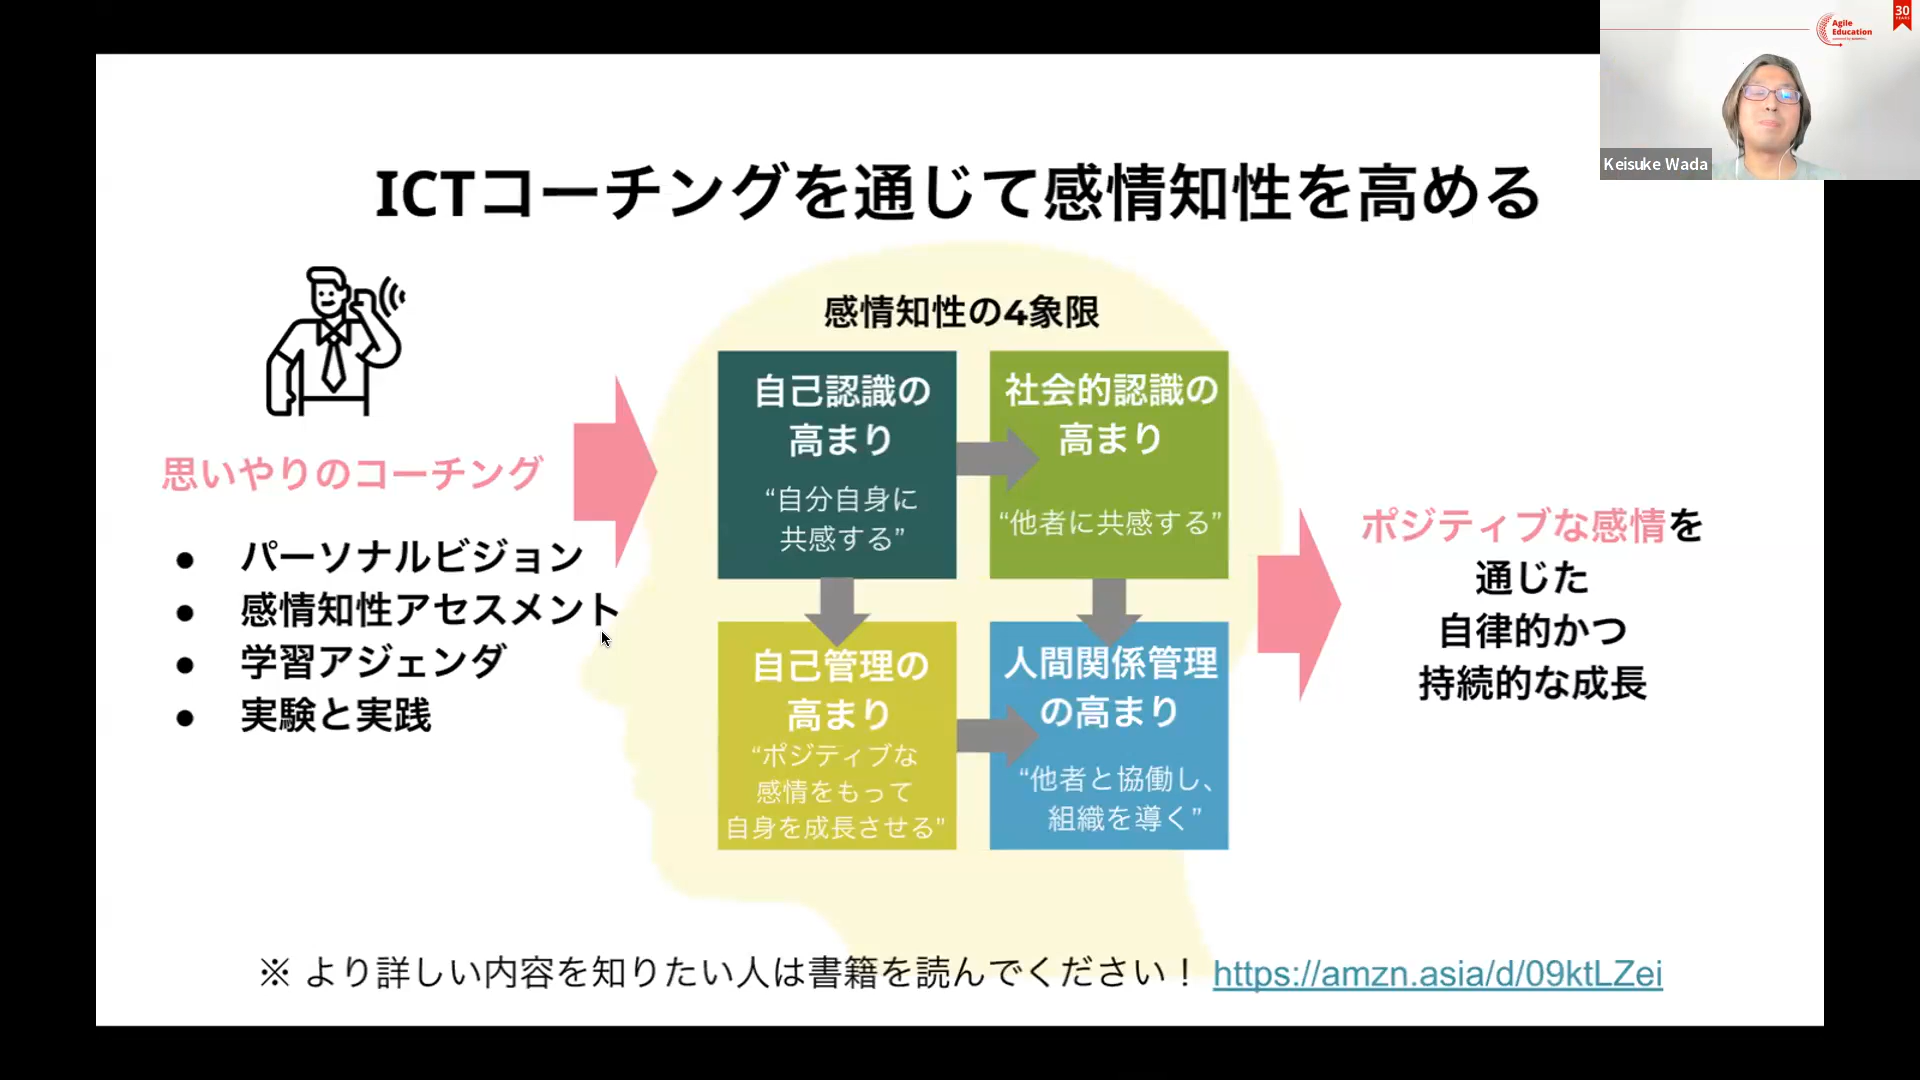 30
YEARS
Agile
Education
Keisuke Wada
ICTコーチングを通じて感情知性を高める
感情知性の4象限
思いやりのコーチング
● パーソナルビジョン
● 感情知性アセスメント
● 学習アジェンダ
● 実験と実践
自己認識の
高まり
“自分自身に
共感する”
社会的認識の
高まり
“他者に共感する”
自己管理の
高まり
“ポジティブな
感情をもって
自身を成長させる”
人間関係管理
の高まり
“他者と協働し、
組織を導く”
ポジティブな感情を
通じた
自律的かつ
持続的な成長
※ より詳しい内容を知りたい人は書籍を読んでください！ https://amzn.asia/d/09ktLZei